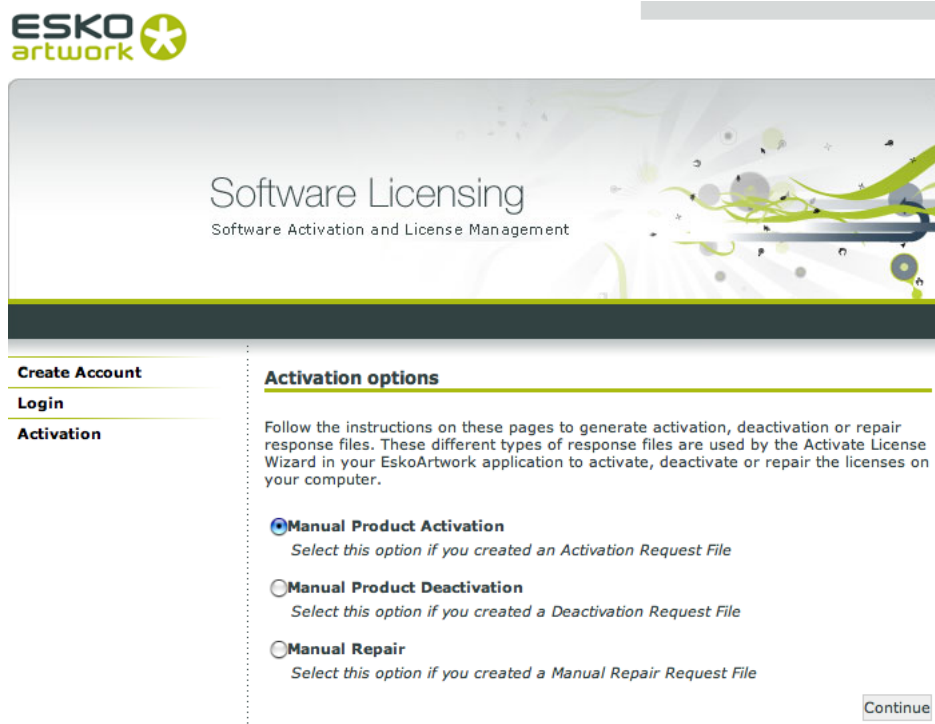 ESKO
artwork
Software Licensing
Software Activation and License Management
Create Account
Login
Activation
Activation options
Follow the instructions on these pages to generate activation, deactivation or repair
response files. These different types of response files are used by the Activate License
Wizard in your EskoArtwork application to activate, deactivate or repair the licenses on
your computer.
Manual Product Activation
Select this option if you created an Activation Request File
Manual Product Deactivation
Select this option if you created a Deactivation Request File
Manual Repair
Select this option if you created a Manual Repair Request File
Continue